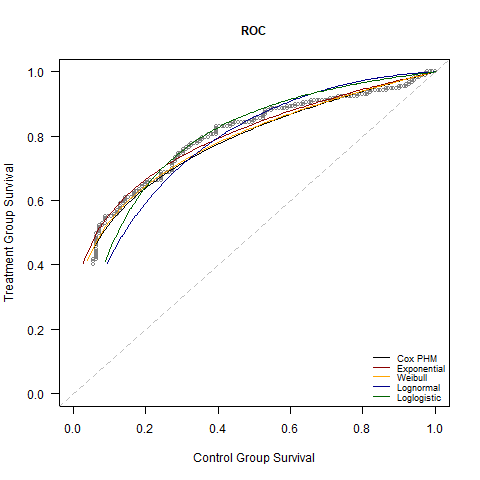 ROC
Treatment Group Survival
1.0
0.8
0.6
0.4
0.2
0.0
Cox PHM
Exponential
Weibull
Lognormal
Loglogistic
0.0 0.2 0.4 0.6 0.8 1.0
Control Group Survival